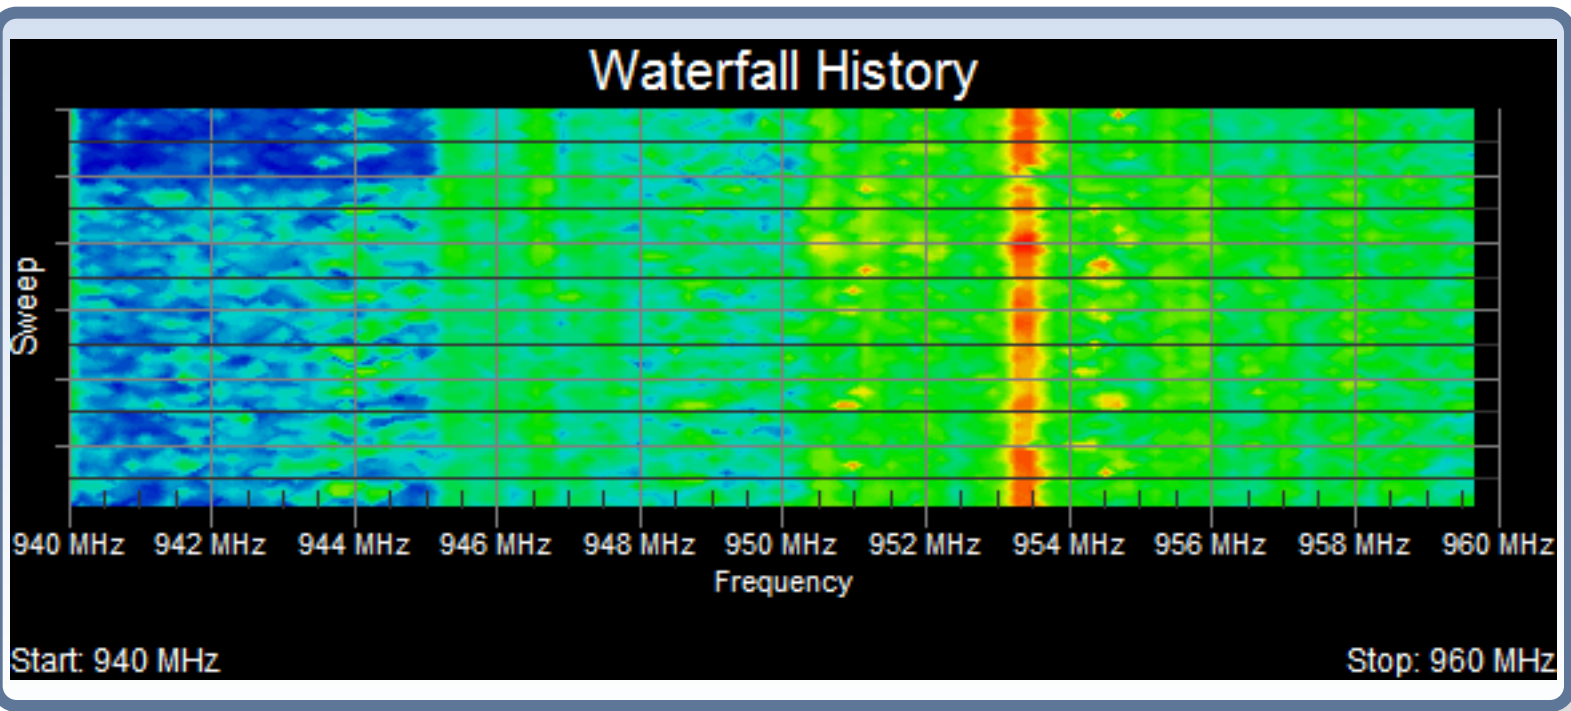 Waterfall History
Sweep
940 MHz 942 MHz 944 MHz 946 MHz 948 MHz 950 MHz 952 MHz 954 MHz 956 MHz 958 MHz 960 MHz
Frequency
Start: 940 MHz Stop: 960 MHz